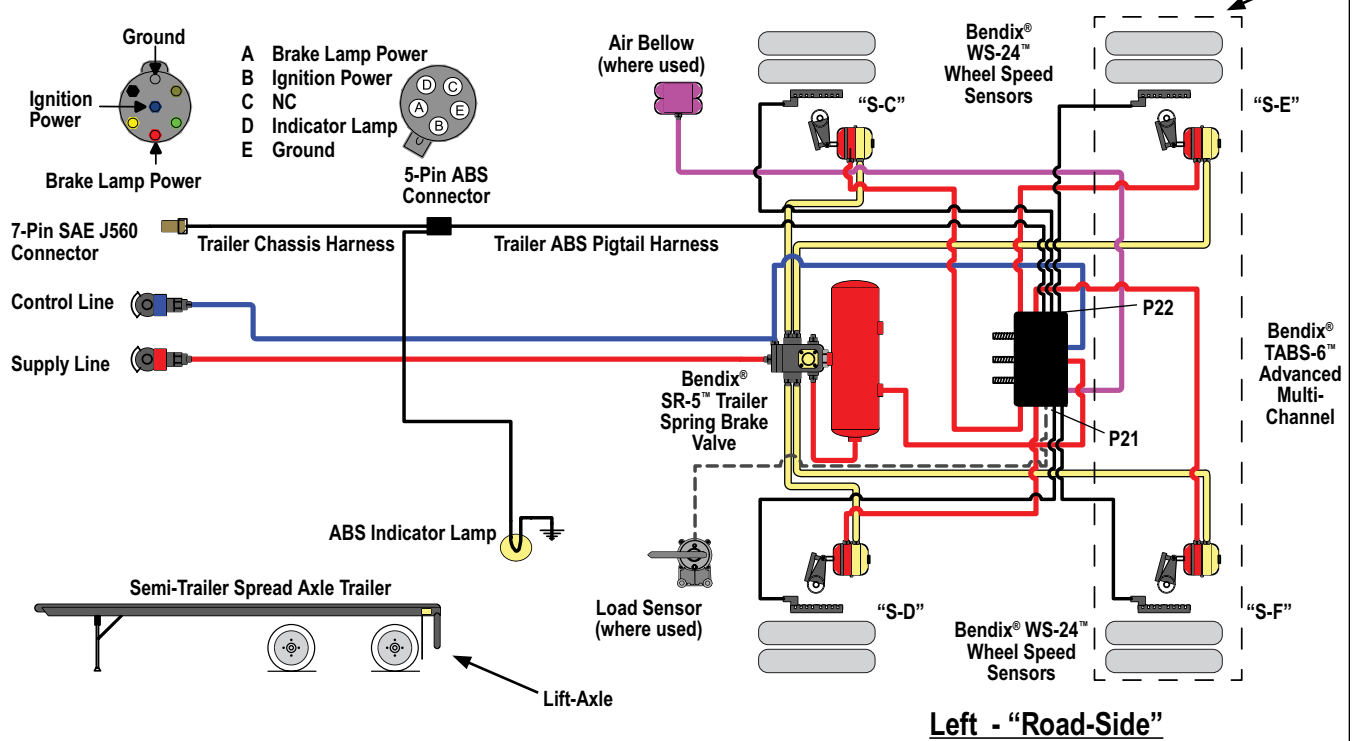 Ground
Ignition
Power
Brake Lamp Power
A Brake Lamp Power
B Ignition Power
C NC
D Indicator Lamp
E Ground
D
C
A
E
B
5-Pin ABS
Connector
Air Bellow
(where used)
"S-C"
Bendix®
WS-24™
Wheel Speed
Sensors
"S-E"
7-Pin SAE J560
Connector
Trailer Chassis Harness
Trailer ABS Pigtail Harness
Control Line
Supply Line
Bendix®
SR-5™ Trailer
Spring Brake
Valve
P22
P21
Bendix®
TABS-6™
Advanced
Multi-
Channel
ABS Indicator Lamp
Load Sensor
(where used)
"S-D"
Bendix® WS-24™
Wheel Speed
Sensors
"S-F"
Semi-Trailer Spread Axle Trailer
Lift-Axle
Left - "Road-Side"